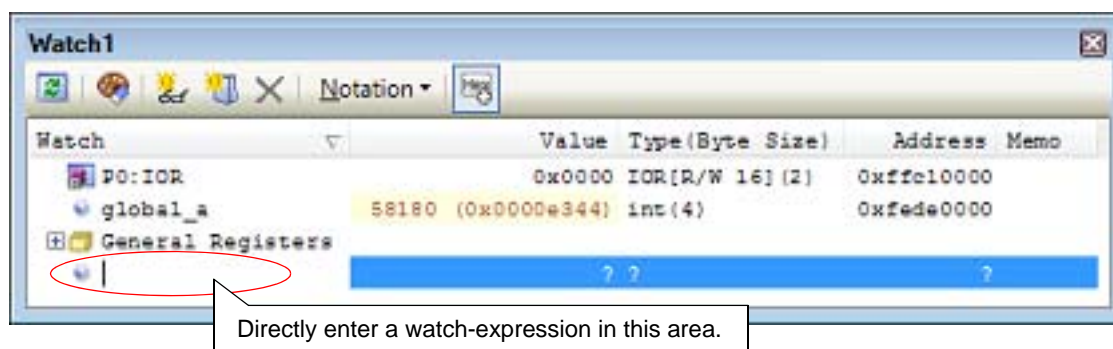 Watch1
Notation
Hex
Watch Value Type(Byte Size) Address Memo
P0:IOR 0x0000 IOR[R/W 16](2) 0xffc10000
global_a 58180 (0x0000e344) int(4) 0xfede0000
General Registers
? ? ?
Directly enter a watch-expression in this area.